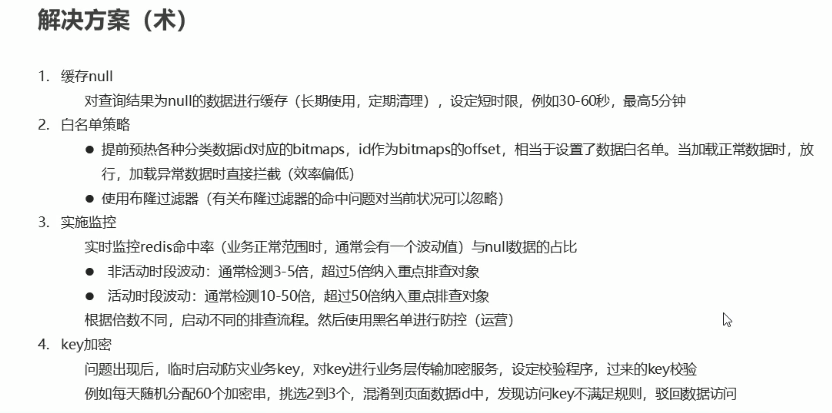 解决方案（术）
1. 缓存null
对查询结果为null的数据进行缓存（长期使用，定期清理），设定短时限，例如30-60秒，最高5分钟
2. 白名单策略
● 提前预热各种分类数据id对应的bitmaps，id作为bitmaps的offset，相当于设置了数据白名单。当加载正常数据时，放
行，加载异常数据时直接拦截（效率偏低）
● 使用布隆过滤器（有关布隆过滤器的命中问题对当前状况可以忽略）
3. 实施监控
实时监控redis命中率（业务正常范围时，通常会有一个波动值）与null数据的占比
● 非活动时段波动：通常检测3-5倍，超过5倍纳入重点排查对象
● 活动时段波动：通常检测10-50倍，超过50倍纳入重点排查对象
根据倍数不同，启动不同的排查流程。然后使用黑名单进行防控（运营）
4. key加密
问题出现后，临时启动防灾业务key，对key进行业务层传输加密服务，设定校验程序，过来的key校验
例如每天随机分配60个加密串，挑选2到3个，混淆到页面数据id中，发现访问key不满足规则，驳回数据访问